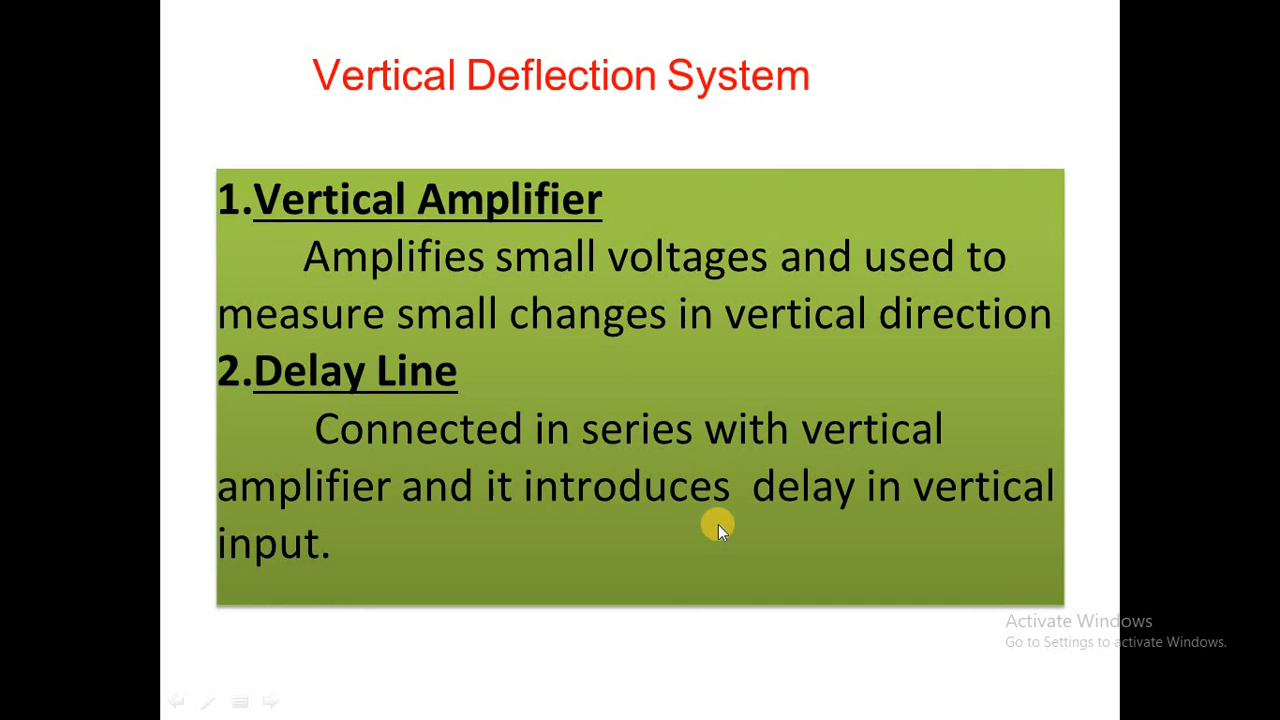 Vertical Deflection System
1.Vertical Amplifier
Amplifies small voltages and used to
measure small changes in vertical direction
2.Delay Line
Connected in series with vertical
amplifier and it introduces  delay in vertical
input.
Activate Windows
Go to Settings to activate Windows.